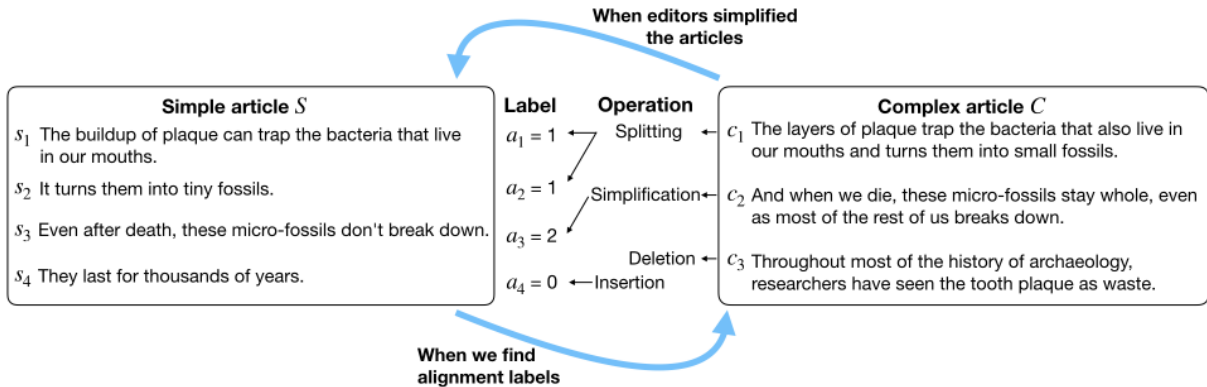 When editors simplified
the articles
Simple article S
s1 The buildup of plaque can trap the bacteria that live
in our mouths.
s2 It turns them into tiny fossils.
s3 Even after death, these micro-fossils don't break down.
s4 They last for thousands of years.
Label
a1 = 1
a2 = 1
a3 = 2
a4 = 0
Operation
Splitting
Simplification
Deletion
Insertion
Complex article C
c1 The layers of plaque trap the bacteria that also live in
our mouths and turns them into small fossils.
c2 And when we die, these micro-fossils stay whole, even
as most of the rest of us breaks down.
c3 Throughout most of the history of archaeology,
researchers have seen the tooth plaque as waste.
When we find
alignment labels